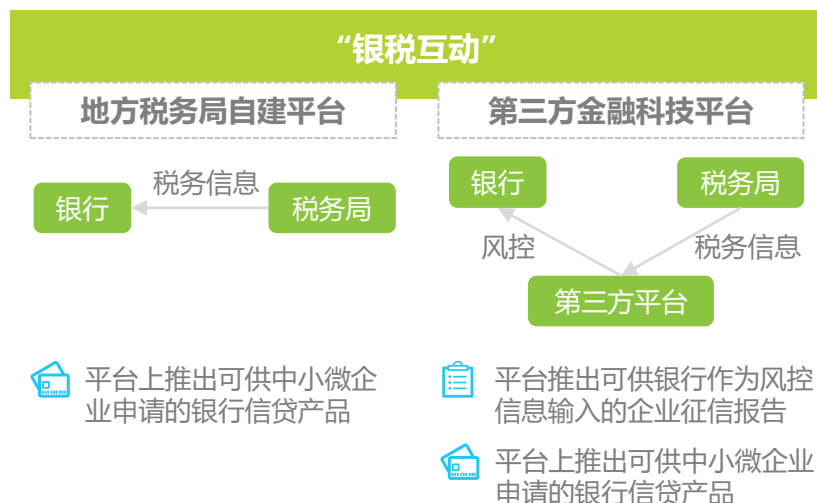 “银税互动”
地方税务局自建平台
第三方金融科技平台
税务信息
银行
税务局
银行
税务局
风控
税务信息
第三方平台
平台上推出可供中小微企
业申请的银行信贷产品
平台推出可供银行作为风控
信息输入的企业征信报告
平台上推出可供中小微企业
申请的银行信贷产品